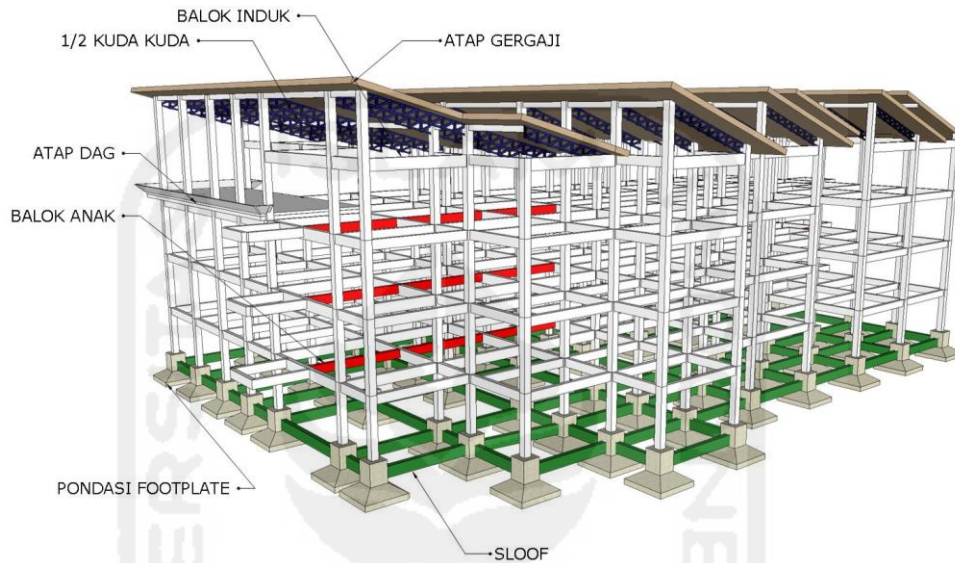 BALOK INDUK
1/2 KUDA KUDA
ATAP GERGAJI
ATAP DAG
BALOK ANAK
PONDASI FOOTPLATE
SLOOF